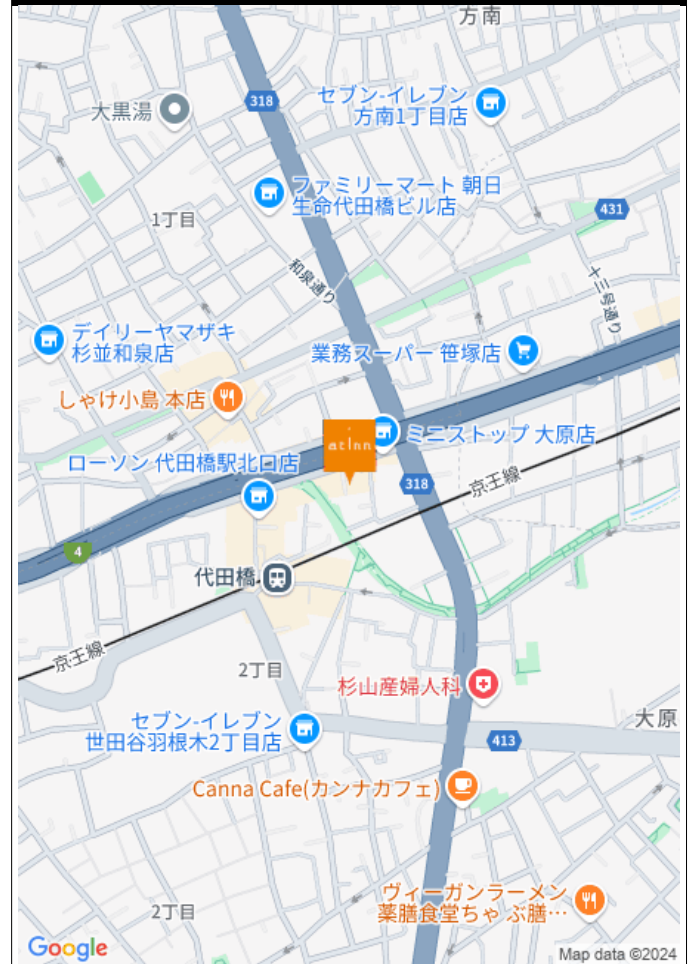 方南
318
セブン-イレブン
方南1丁目店
大黒湯
ファミリーマート 朝日
生命代田橋ビル店
1丁目
431
和泉通り
十三号通り
デイリーヤマザキ
杉並和泉店
業務スーパー 笹塚店
しゃけ小島 本店
atinn
ミニストップ 大原店
ローソン 代田橋駅北口店
318
京王線
4
代田橋
京王線
2丁目
杉山産婦人科
セブン-イレブン
世田谷羽根木2丁目店
大原
413
Canna Cafe(カンナカフェ)
ヴィーガンラーメン
薬膳食堂ちゃ ぶ膳…
2丁目
Google
Map data ©2024